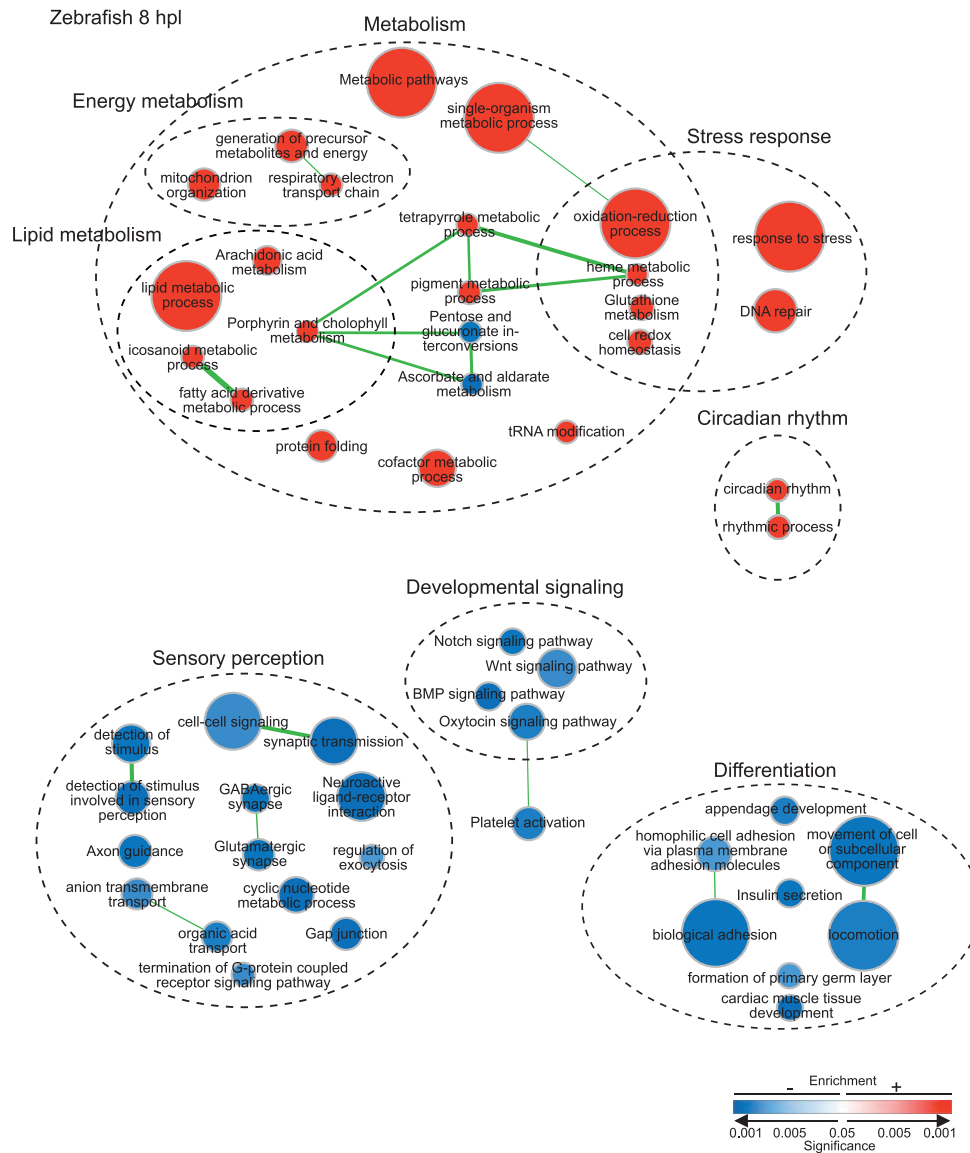 Zebrafish 8 hpl
Metabolism
Metabolic pathways
single-organism
metabolic process
Energy metabolism
generation of precursor
metabolites and energy
mitochondrion
organization
respiratory electron
transport chain
Stress response
oxidation-reduction
process
response to stress
heme metabolic
process
Glutathione
metabolism
cell redox
homeostasis
DNA repair
tetrapyrrole metabolic
process
pigment metabolic
process
Pentose and
glucuronate in-
terconversions
Ascorbate and aldarate
metabolism
Lipid metabolism
Arachidonic acid
metabolism
lipid metabolic
process
Porphyrin and cholophyll
metabolism
icosanoid metabolic
process
fatty acid derivative
metabolic process
protein folding
cofactor metabolic
process
tRNA modification
Circadian rhythm
circadian rhythm
rhythmic process
Developmental signaling
Notch signaling pathway
Wnt signaling pathway
BMP signaling pathway
Oxytocin signaling pathway
Platelet activation
Sensory perception
cell-cell signaling
synaptic transmission
detection of
stimulus
detection of stimulus
involved in sensory
perception
GABAergic
synapse
Neuroactive
ligand-receptor
interaction
Axon guidance
Glutamatergic
synapse
regulation of
exocytosis
anion transmembrane
transport
cyclic nucleotide
metabolic process
organic acid
transport
Gap junction
termination of G-protein coupled
receptor signaling pathway
Differentiation
appendage development
homophilic cell adhesion
via plasma membrane
adhesion molecules
movement of cell
or subcellular
component
Insulin secretion
biological adhesion
locomotion
formation of primary germ layer
cardiac muscle tissue
development
- Enrichment +
0.001 0.005 0.05 0.005 0.001
Significance